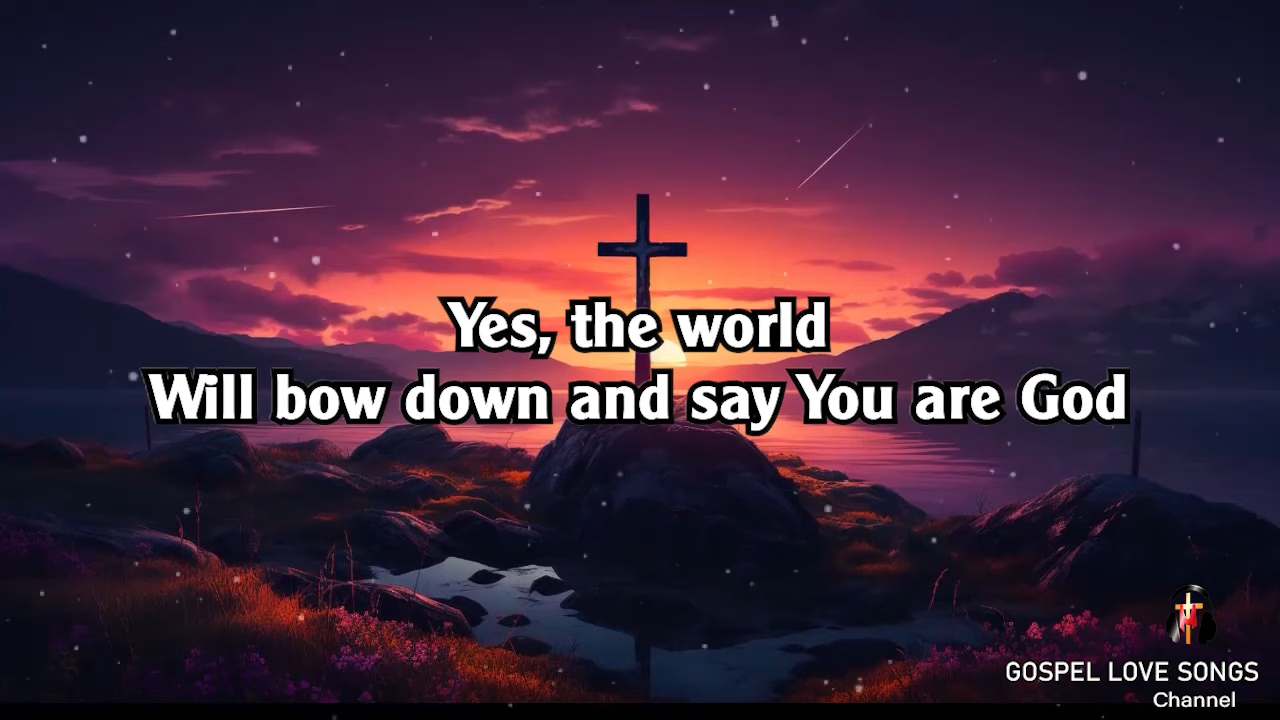 Yes, the world
Will bow down and say You are God
GOSPEL LOVE SONGS
Channel